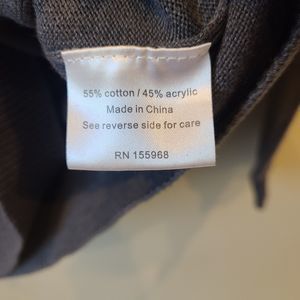 55% cotton / 45% acrylic
Made in China
See reverse side for care
RN 155968